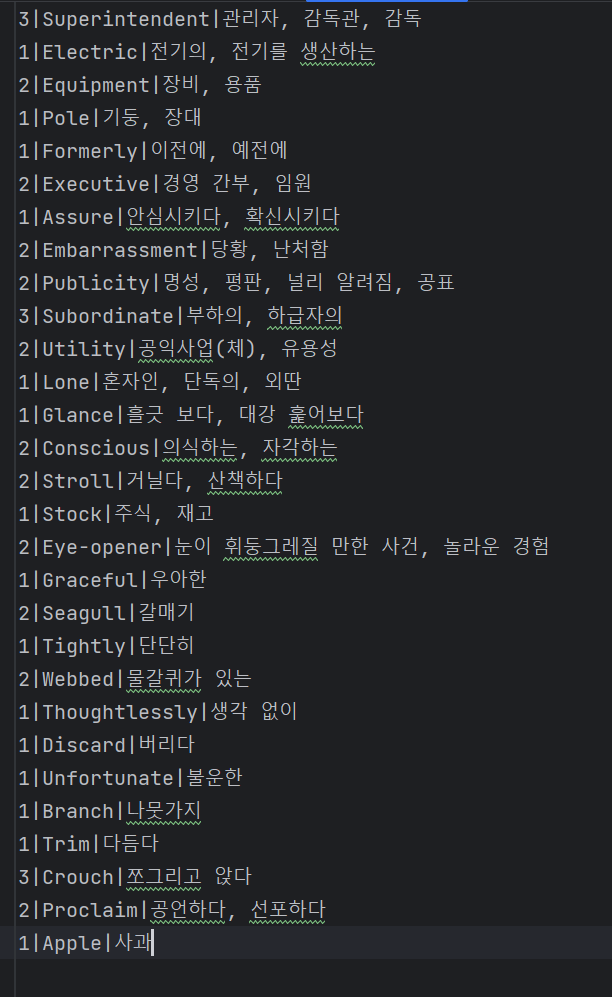 3|Superintendent|관리자, 감독관, 감독
1|Electric|전기의, 전기를 생산하는
2|Equipment|장비, 용품
1|Pole|기둥, 장대
1|Formerly|이전에, 예전에
2|Executive|경영 간부, 임원
1|Assure|안심시키다, 확신시키다
2|Embarrassment|당황, 난처함
2|Publicity|명성, 평판, 널리 알려짐, 공표
3|Subordinate|부하의, 하급자의
2|Utility|공익사업(체), 유용성
1|Lone|혼자인, 단독의, 외딴
1|Glance|흘긋 보다, 대강 훑어보다
2|Conscious|의식하는, 자각하는
2|Stroll|거닐다, 산책하다
1|Stock|주식, 재고
2|Eye-opener|눈이 휘둥그레질 만한 사건, 놀라운 경험
1|Graceful|우아한
2|Seagull|갈매기
1|Tightly|단단히
2|Webbed|물갈퀴가 있는
1|Thoughtlessly|생각 없이
1|Discard|버리다
1|Unfortunate|불운한
1|Branch|나뭇가지
1|Trim|다듬다
3|Crouch|쪼그리고 앉다
2|Proclaim|공언하다, 선포하다
1|Apple|사과